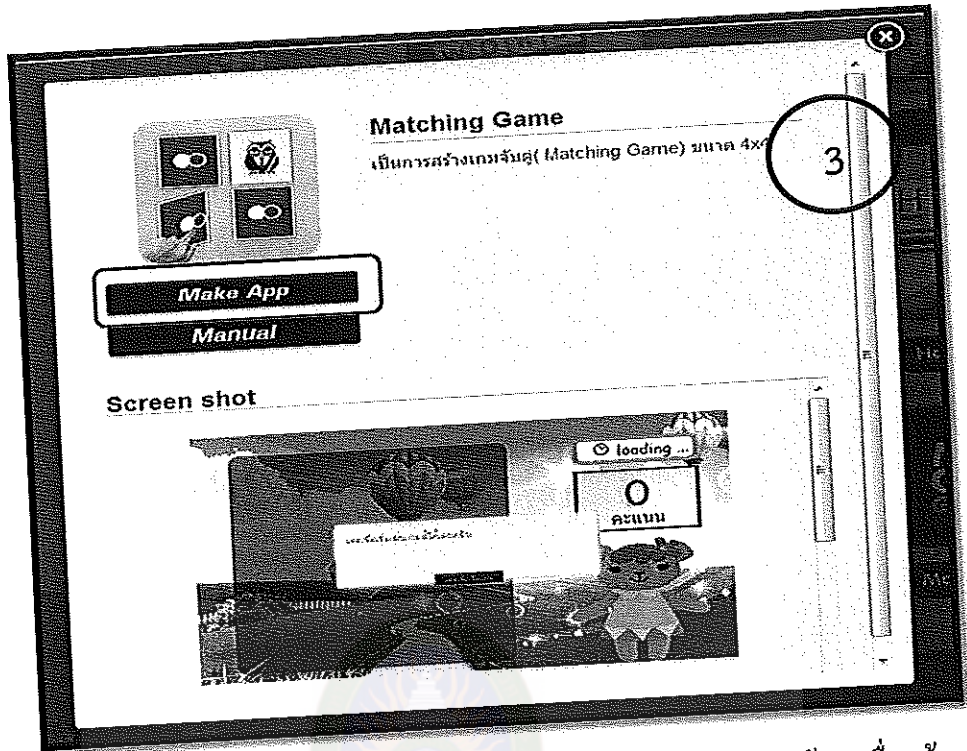 Matching Game
เป็นการสร้างเกมจับคู่( Matching Game) ขนาด 4x4
3
Make App
Manual
Screen shot
loading ...
0
คะแนน